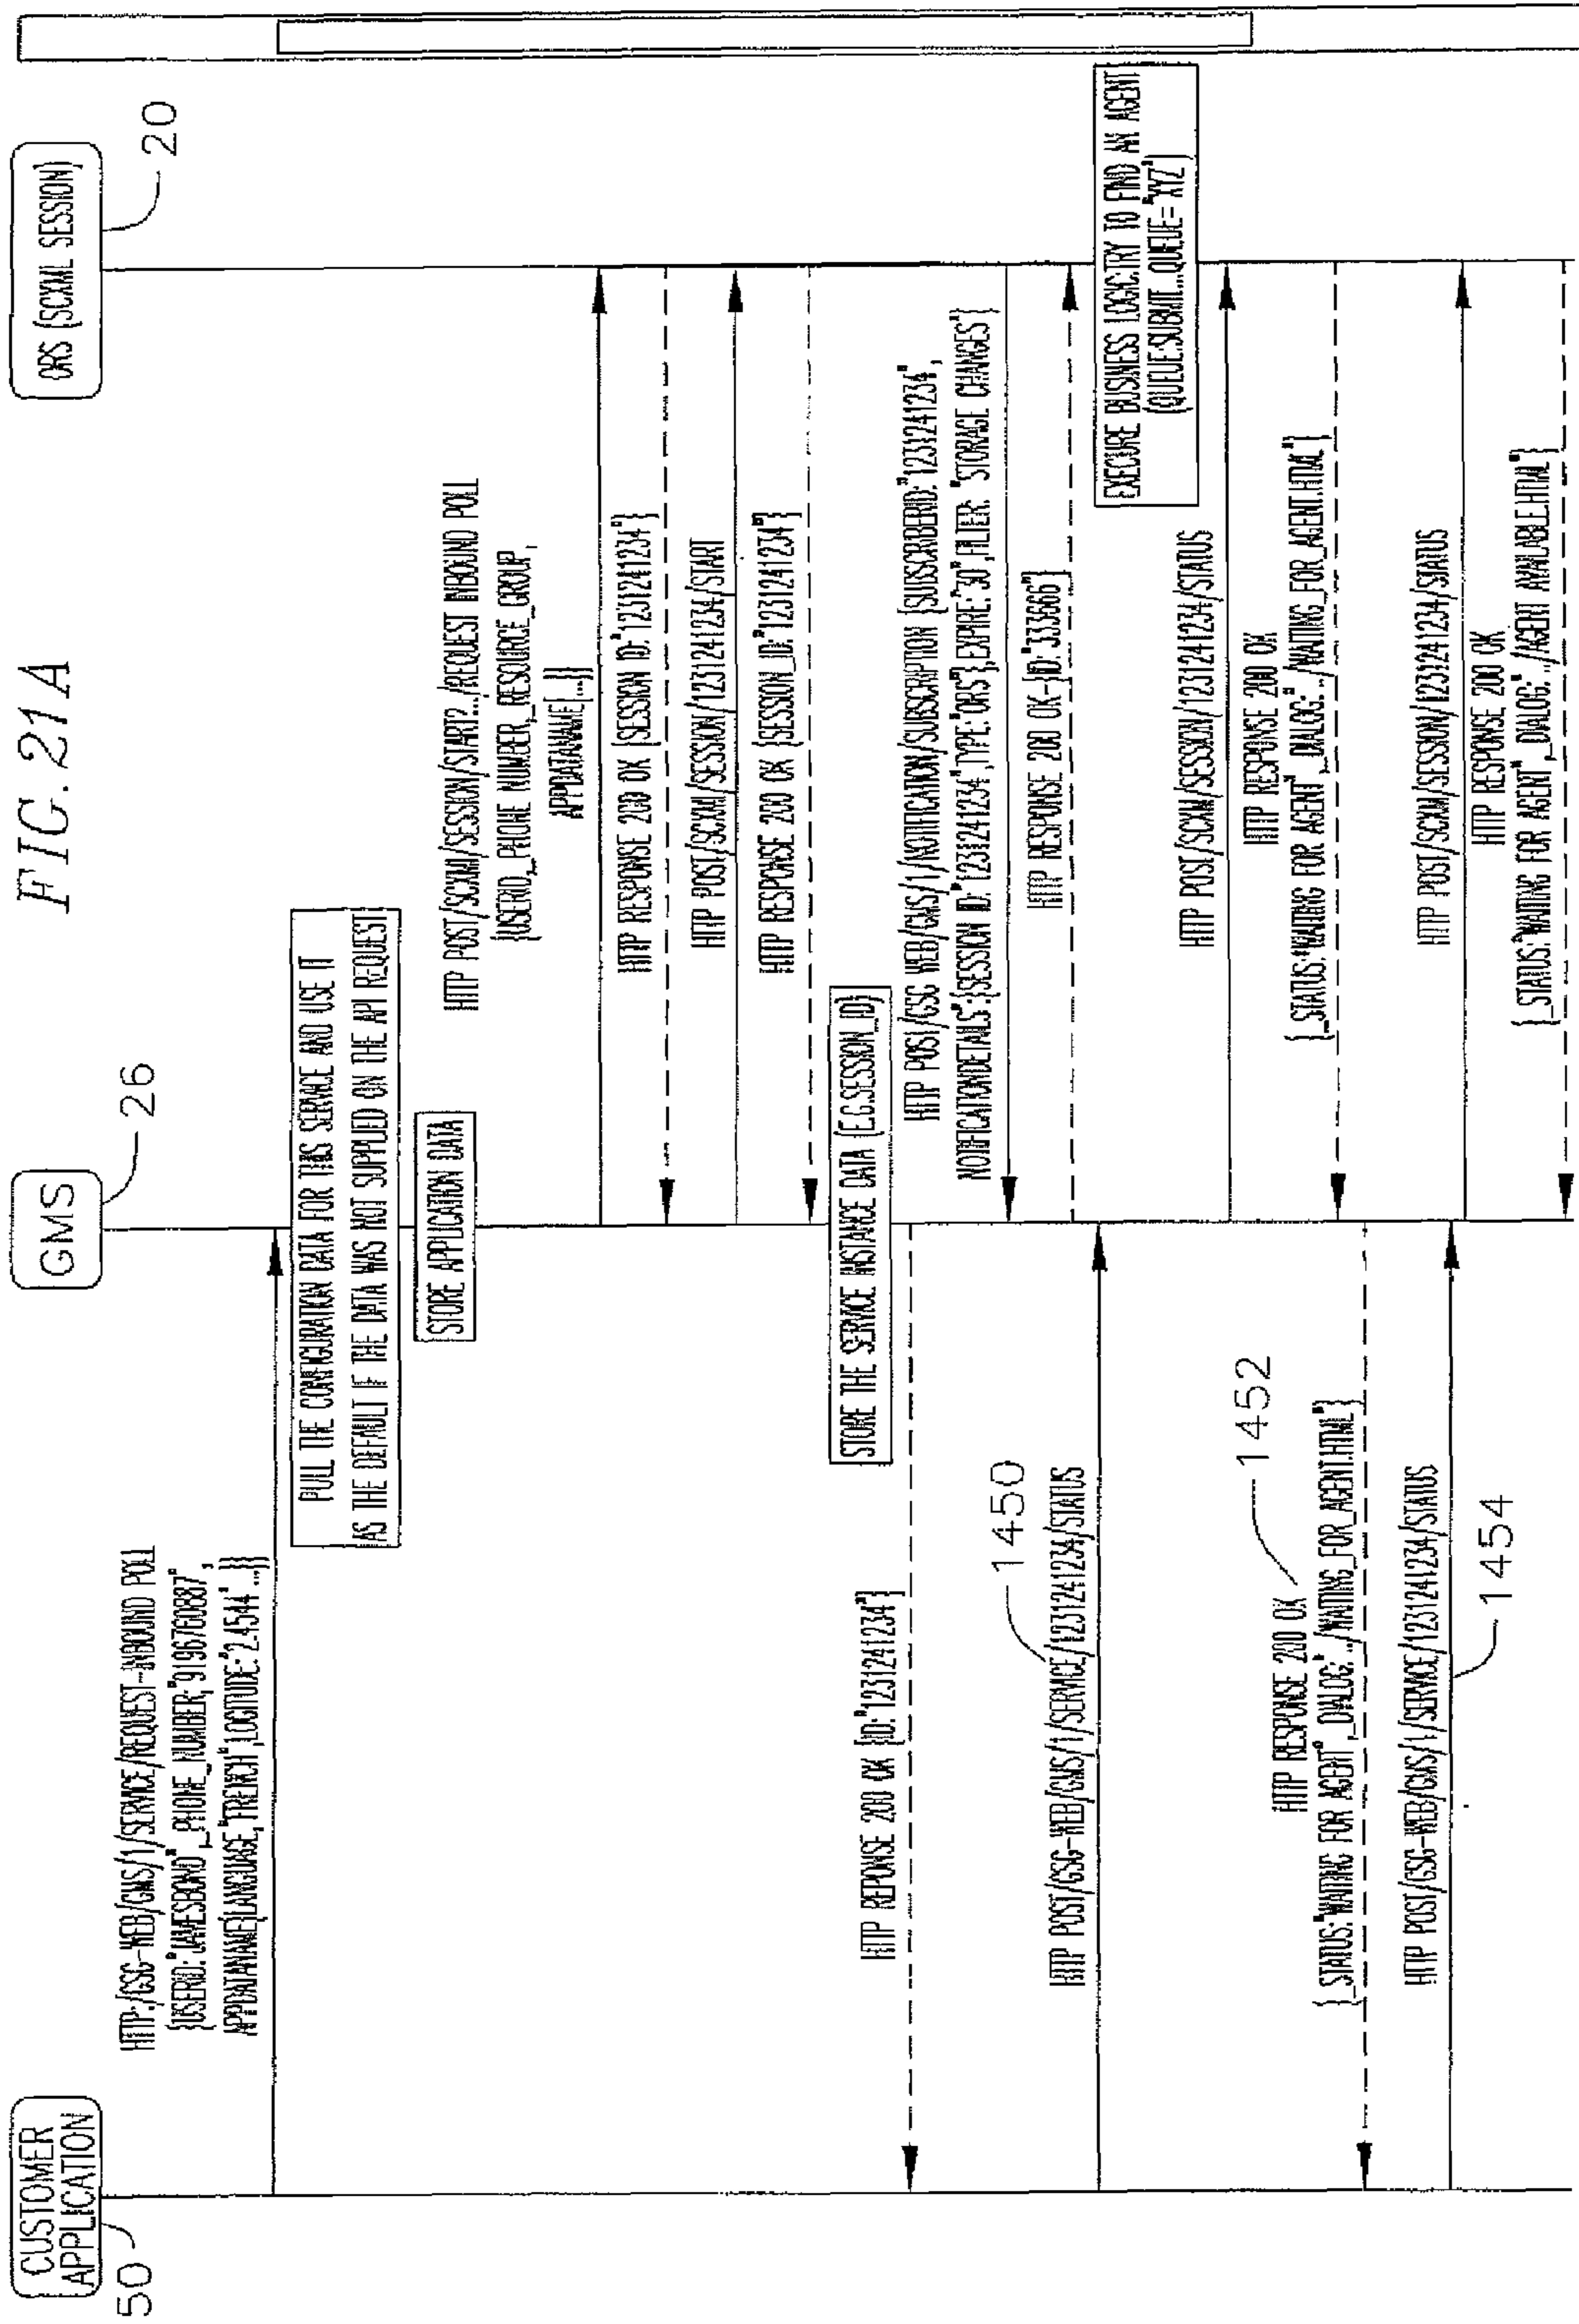 FIG. 21A
CUSTOMER
APPLICATION
50
GMS
26
ORS (SCXML SESSION)
20
HTTP:/GSG-WEB/GMS/1/SERVICE/REQUEST-INBOUND POLL
{USERID:"JAMESBOND",_PHONE_NUMBER;"9196760887",
APPDATANAME{LANGUAGE,"FRENCH",LOGITUDE:"2.4544" ...}}
PULL THE CONFIGURATION DATA FOR THIS SERVICE AND USE IT
AS THE DEFAULT IF THE DATA WAS NOT SUPPLIED ON THE API REQUEST
STORE APPLICATION DATA
HTTP POST/SCXMI/SESSION/START?../REQUEST INBOUND POLL
{USERID,_PHONE NUMBER,_RESOURCE_GROUP,
APPDATANAME{...}}
HTTP RESPONSE 200 OK {SESSION ID:"1231241234"}
HTTP POST/SCXMI/SESSION/1231241234/START
HTTP RESPONSE 200 OK {SESSION_ID:"1231241234"}
STORE THE SERVICE INSTANCE DATA (E.G.SESSION_ID)
HTTP REPONSE 200 OK {ID:"1231241234"}
HTTP POST/GSG WEB/GMS/1/NOTIFICATION/SUBSCRIPTION {SUBSCRIBERID:"1231241234",
NOTIFICATIONDETAILS":{SESSION ID:"1231241234",TYPE:"ORS"},EXPIRE:"30",FILTER: "STORAGE CHANGES"}
HTTP RESPONSE 200 OK-{ID:"333666"}
1450
HTTP POST/GSG-WEB/GMS/1/SERVICE/1231241234/STATUS
EXECURE BUSINESS LOGIC:TRY TO FIND AN AGENT
(QUEUE:SUBMIT...QUEUE="XYZ")
HTTP POST/SCXM/SESSION/1231241234/STATUS
HTTP RESPONSE 200 OK
{_STATUS:"WAITING FOR AGENT",_DIALOG:"../WAITING_FOR_AGENT.HTML"}
1452
HTTP RESPONSE 200 OK
{_STATUS:"WAITING FOR AGENT",_DIALOG:"../WAITING_FOR_AGENT.HTML"}
HTTP POST/GSG-WEB/GMS/1/SERVICE/1231241234/STATUS
1454
HTTP POST/SCXM/SESSION/1231241234/STATUS
HTTP RESPONSE 200 OK
{_STATUS:"WAITING FOR AGENT",_DIALOG:"../AGENT AVAILABLE.HTML"}